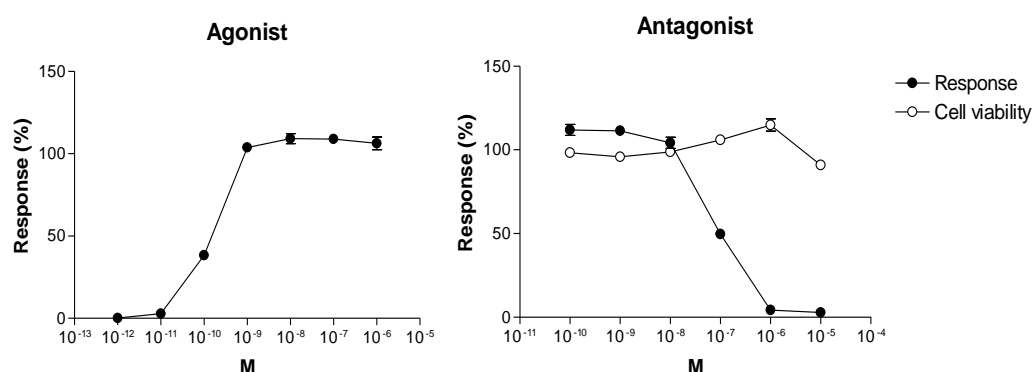 Agonist
Response (%)
150
100
50
0
10⁻¹³ 10⁻¹² 10⁻¹¹ 10⁻¹⁰ 10⁻⁹ 10⁻⁸ 10⁻⁷ 10⁻⁶ 10⁻⁵
M
Antagonist
Response (%)
150
100
50
0
10⁻¹¹ 10⁻¹⁰ 10⁻⁹ 10⁻⁸ 10⁻⁷ 10⁻⁶ 10⁻⁵ 10⁻⁴
M
Response
Cell viability